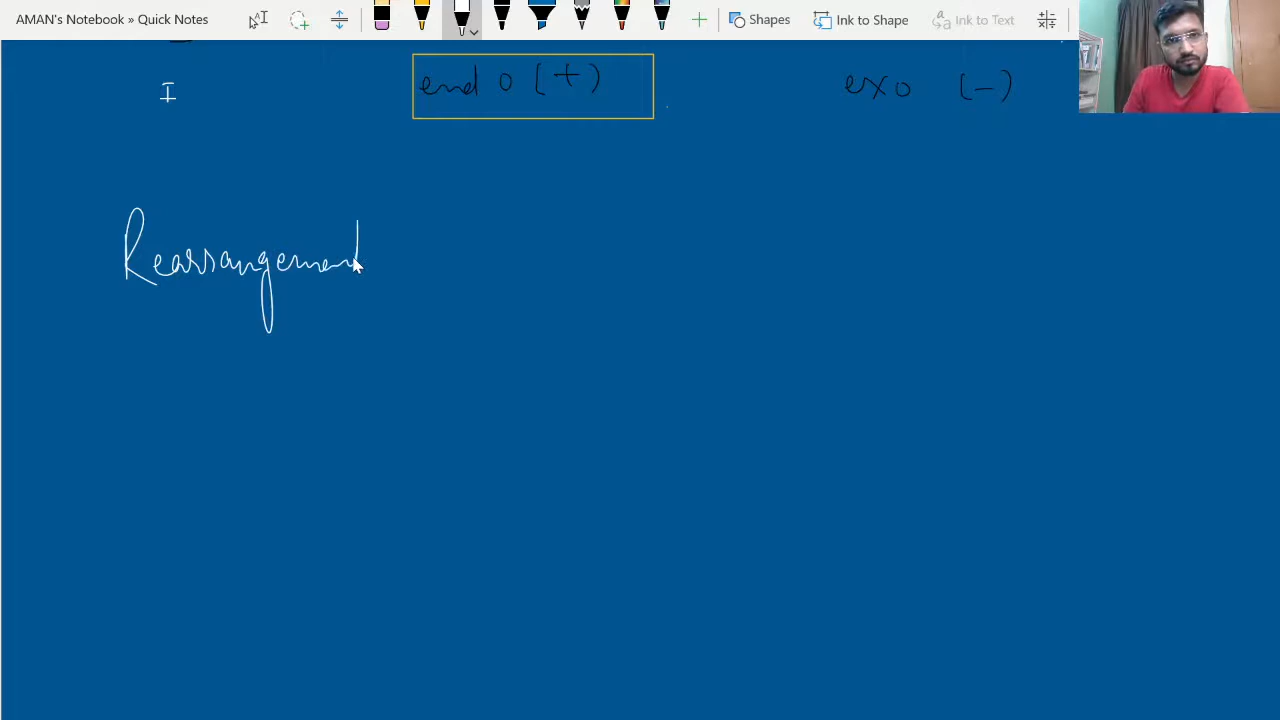 AMAN's Notebook » Quick Notes
Shapes
Ink to Shape
Ink to Text
I
endo (+)
exo (-)
Rearrangement